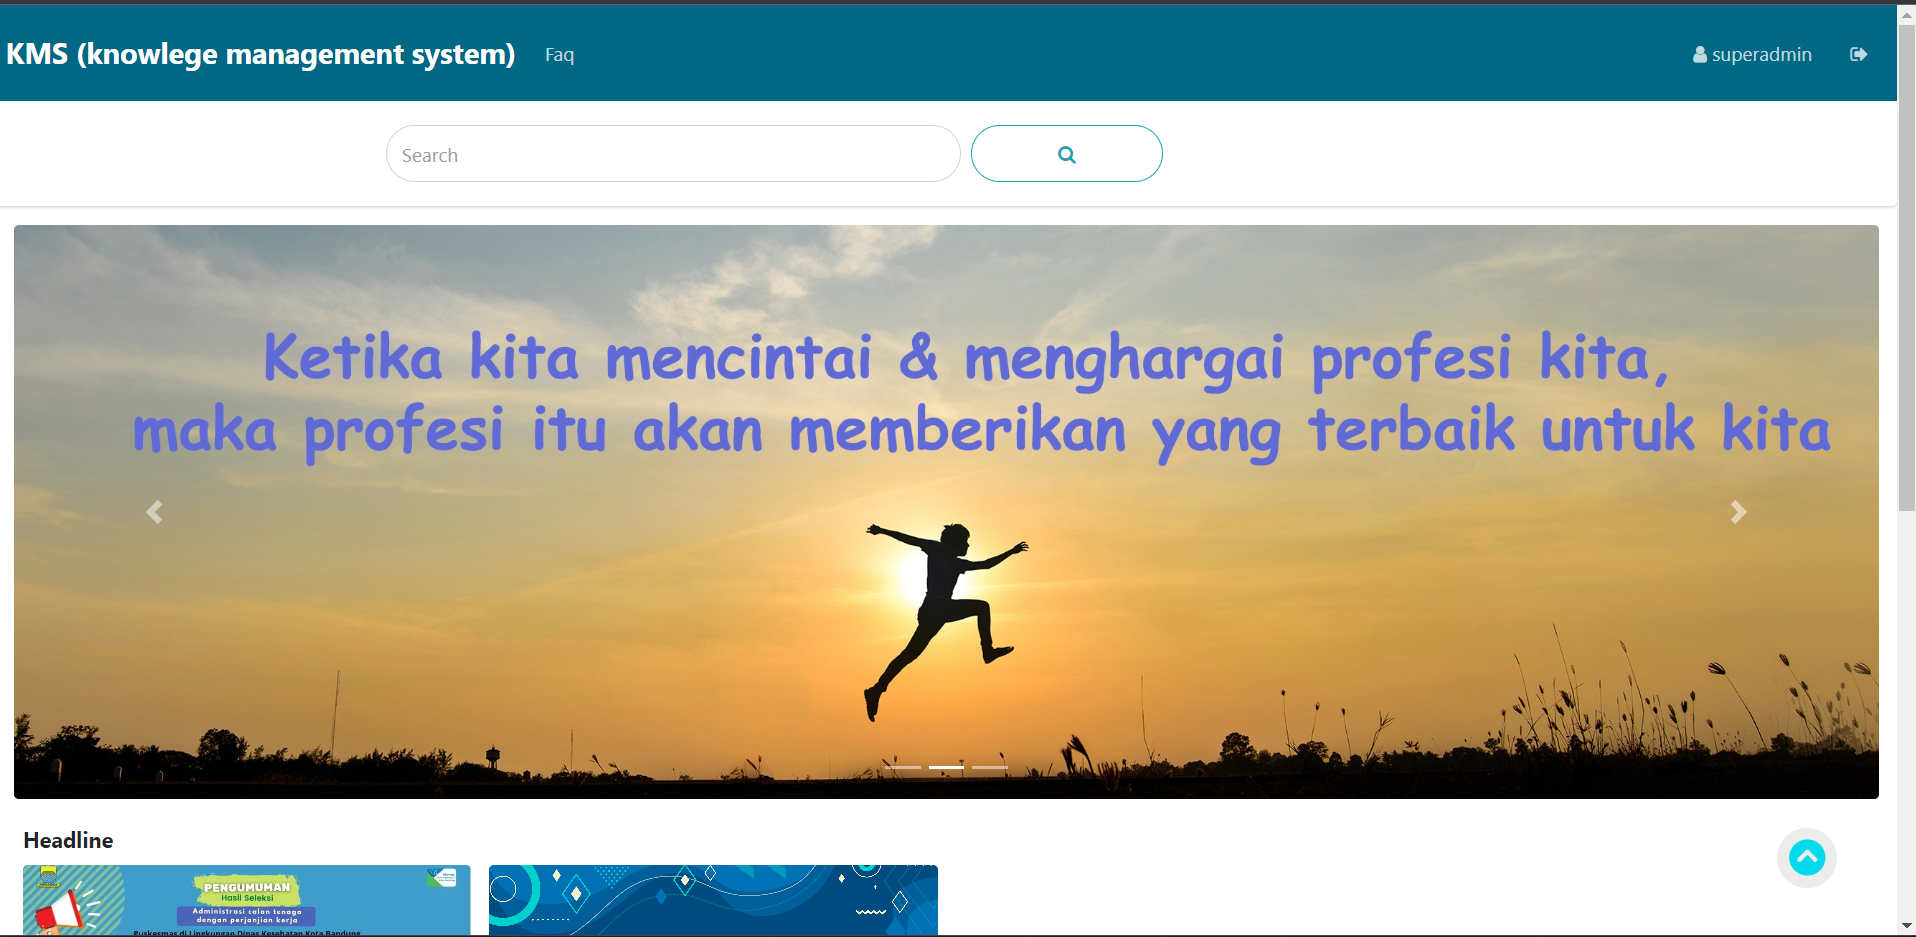 KMS (knowlege management system)
Faq
superadmin
Search
Ketika kita mencintai & menghargai profesi kita,
maka profesi itu akan memberikan yang terbaik untuk kita
Headline
PENGUMUMAN
Hasil Seleksi
Administrasi calon tenaga
dengan perjanjian kerja
Puskesmas di Lingkungan Dinas Kesehatan Kota Bandung